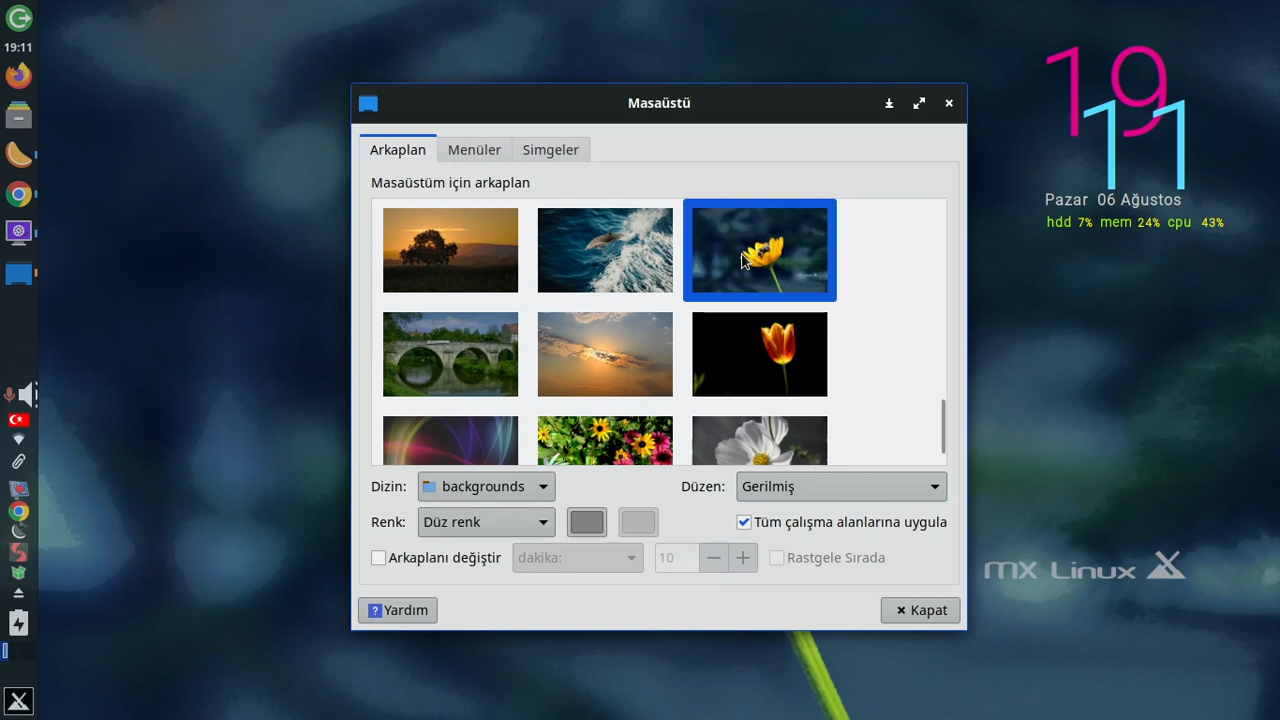 19:11
Masaüstü
Arkaplan Menüler Simgeler
Masaüstüm için arkaplan
Dizin: backgrounds Düzen: Gerilmiş
Renk: Düz renk Tüm çalışma alanlarına uygula
Arkaplanı değiştir dakika: 10 Rastgele Sırada
? Yardım Kapat
19
11
Pazar 06 Ağustos
hdd 7% mem 24% cpu 43%
MX Linux